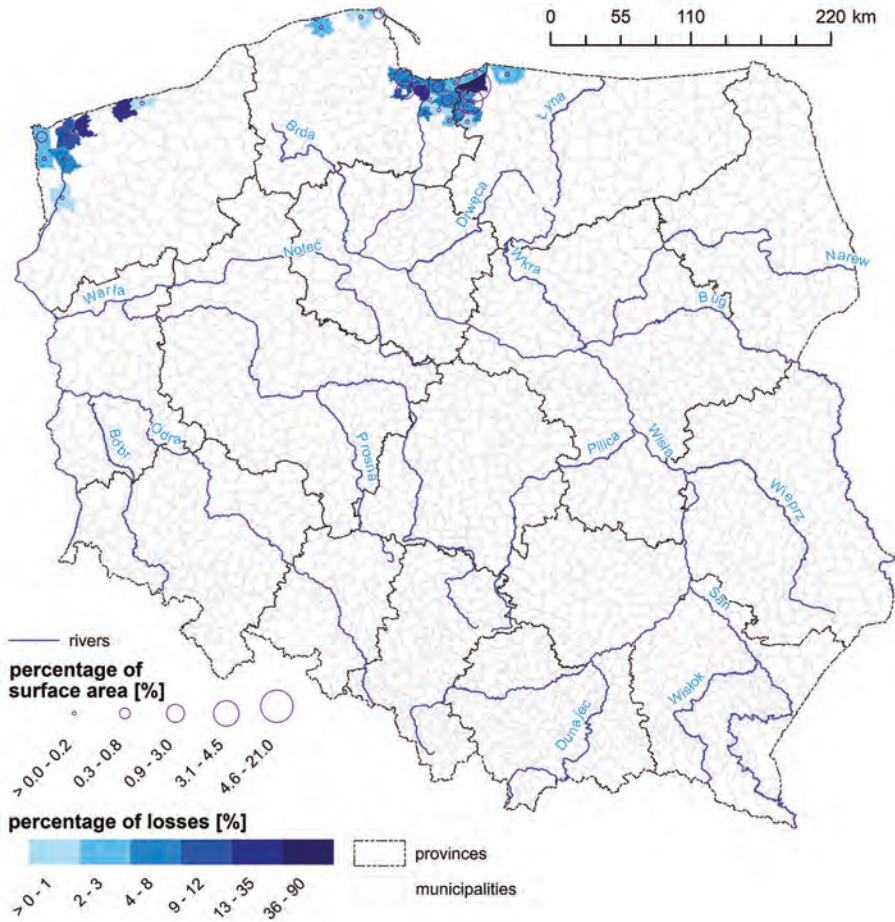 0 55 110 220 km
Brda
Łyna
Drwęca
Noteć
Wkra
Narew
Warta
Bug
Bo'br
Odra
Prosna
Pilica
Wisła
Wieprz
San
Wisłok
Dunajec
rivers
percentage of
surface area [%]
> 0.0 - 0.2
0.3 - 0.8
0.9 - 3.0
3.1 - 4.5
4.6 - 21.0
percentage of losses [%]
> 0 - 1
2 - 3
4 - 8
9 - 12
13 - 35
36 - 90
provinces
municipalities